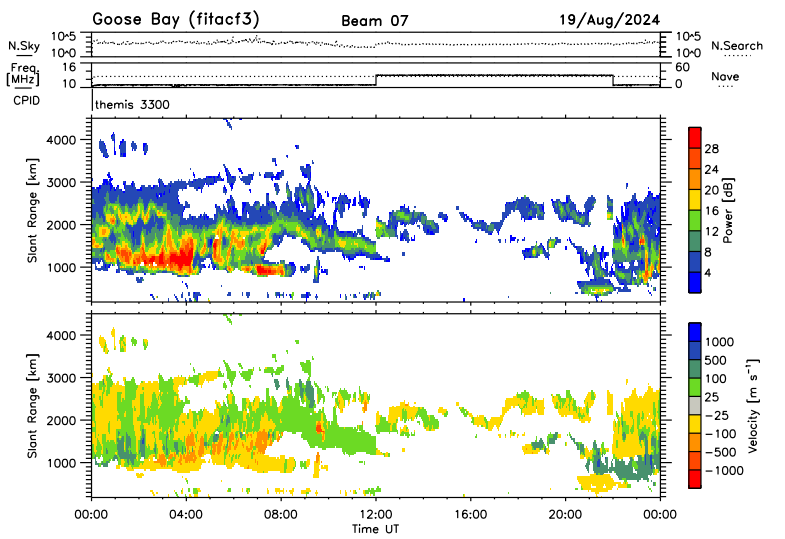 Goose Bay (fitacf3) Beam 07 19/Aug/2024
N.Sky 10^5 10^0 10^5 10^0 N.Search
Freq. [MHz] 16 10 60 0 Nave
CPID themis 3300
4000
3000
2000
1000
Slant Range [km]
28
24
20
16
12
8
4
Power [dB]
4000
3000
2000
1000
Slant Range [km]
1000
500
100
25
−25
−100
−500
−1000
Velocity [m s⁻¹]
00:00 04:00 08:00 12:00 16:00 20:00 00:00
Time UT